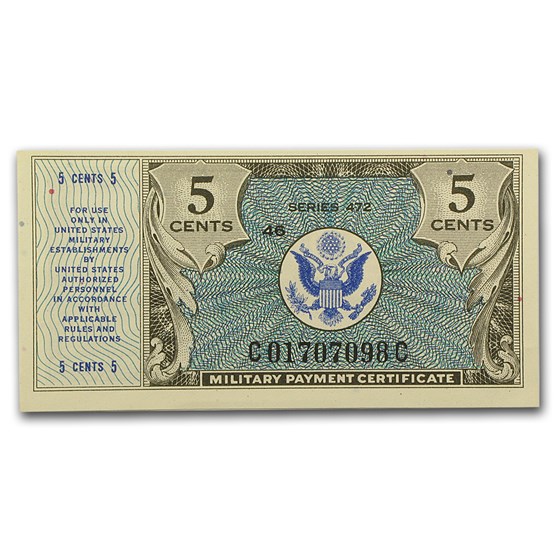 5 CENTS 5
FOR USE
ONLY IN
UNITED STATES
MILITARY
ESTABLISHMENTS
BY
UNITED STATES
AUTHORIZED
PERSONNEL
IN ACCORDANCE
WITH
APPLICABLE
RULES AND
REGULATIONS
5 CENTS 5
5
CENTS
SERIES 472
46
5
CENTS
C01707098C
MILITARY PAYMENT CERTIFICATE